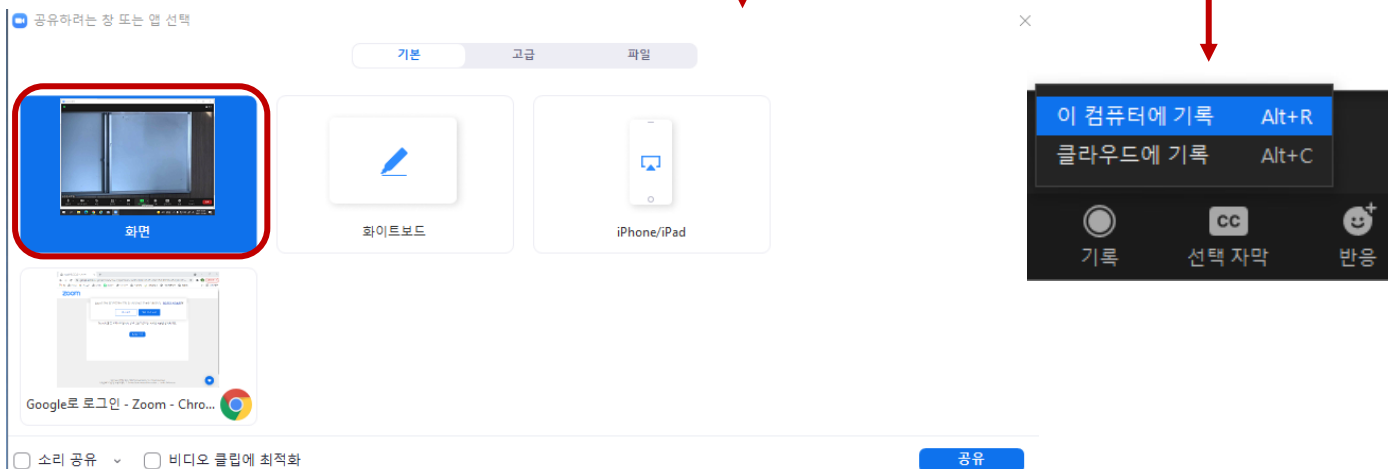 공유하려는 창 또는 앱 선택
기본 고급 파일
화면
화이트보드
iPhone/iPad
zoom
Google로 로그인 - Zoom - Chro...
소리 공유
비디오 클립에 최적화
공유
이 컴퓨터에 기록 Alt+R
클라우드에 기록 Alt+C
CC
기록 선택 자막 반응